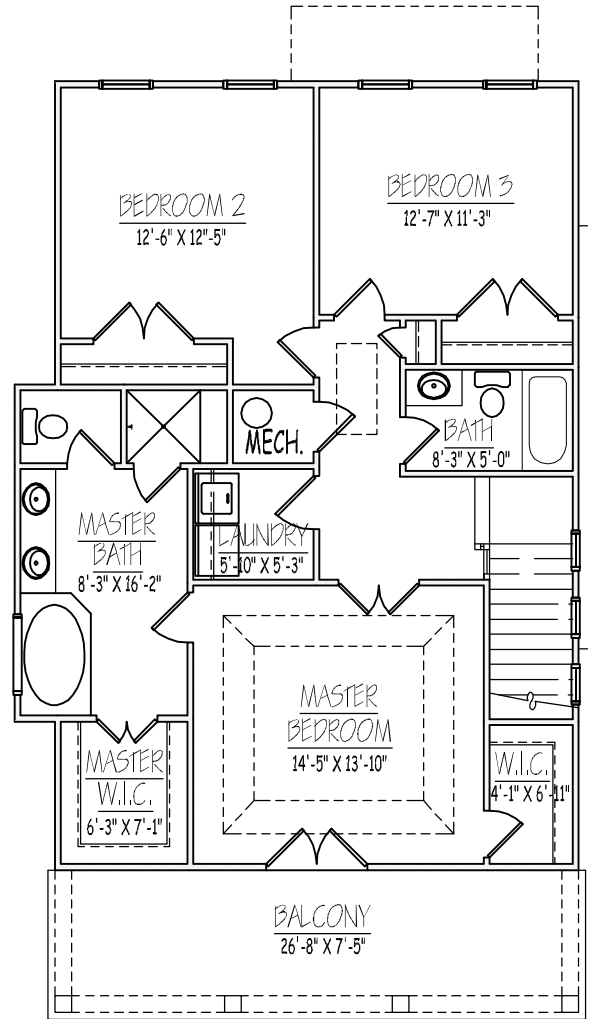 BEDROOM 2
12'-6" X 12"-5"
BEDROOM 3
12'-7" X 11'-3"
MECH.
BATH
8'-3" X 5'-0"
MASTER
BATH
8'-3" X 16'-2"
LAUNDRY
5'-10" X 5'-3"
MASTER
BEDROOM
14'-5" X 13'-10"
MASTER
W.I.C.
6'-3" X 7'-1"
W.I.C.
4'-1" X 6'-11"
BALCONY
26'-8" X 7'-5"